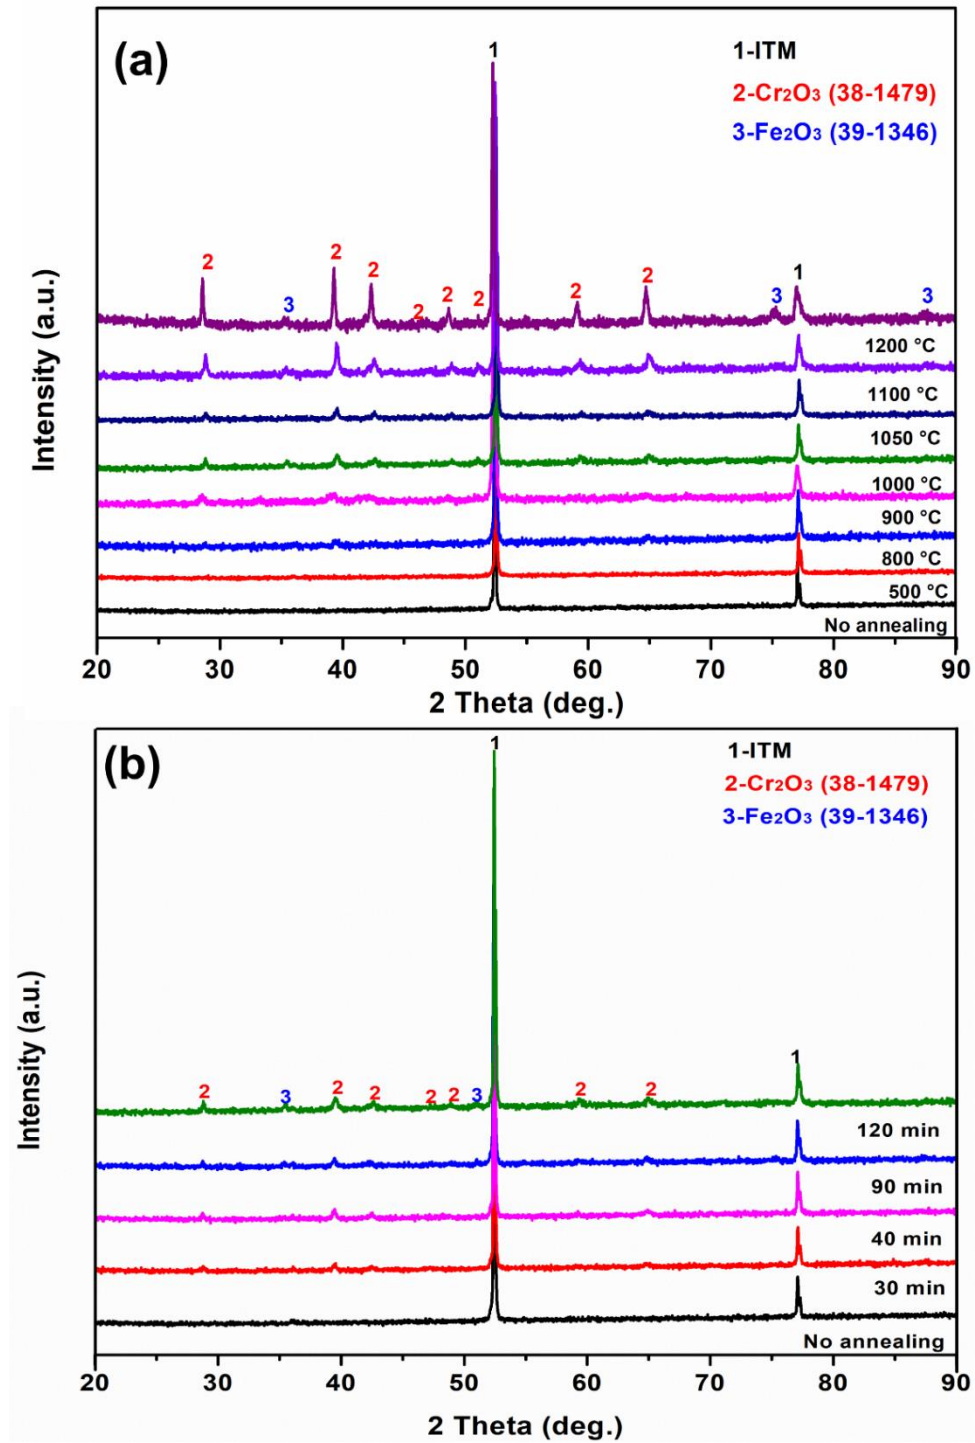 (a)
1
1-ITM
2-Cr₂O₃ (38-1479)
3-Fe₂O₃ (39-1346)
2
3
2
2
2
2
2
2
2
3
1
3
1200 °C
1100 °C
1050 °C
1000 °C
900 °C
800 °C
500 °C
No annealing
Intensity (a.u.)
20 30 40 50 60 70 80 90
2 Theta (deg.)
(b)
1
1-ITM
2-Cr₂O₃ (38-1479)
3-Fe₂O₃ (39-1346)
2
3
2
2
2
2
3
2
2
1
120 min
90 min
40 min
30 min
No annealing
Intensity (a.u.)
20 30 40 50 60 70 80 90
2 Theta (deg.)